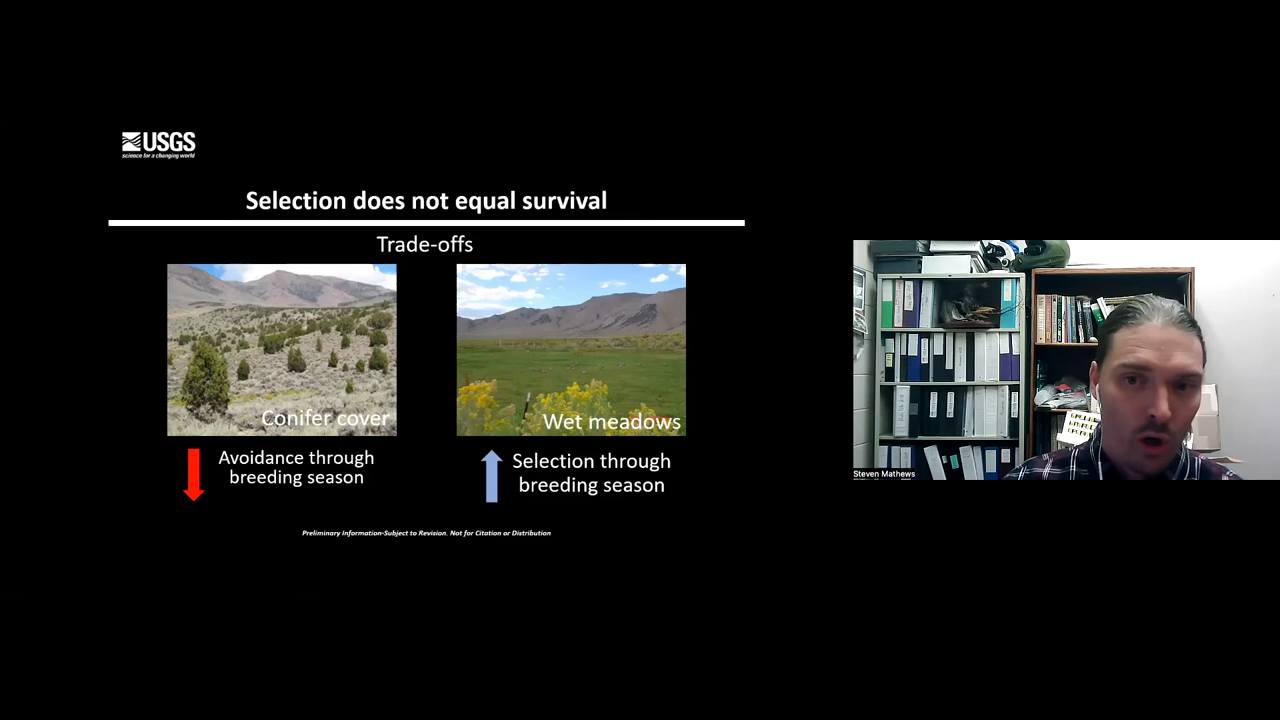 USGS
science for a changing world
Selection does not equal survival
Trade-offs
Conifer cover
Wet meadows
Avoidance through
breeding season
Selection through
breeding season
Preliminary Information-Subject to Revision. Not for Citation or Distribution
Steven Mathews